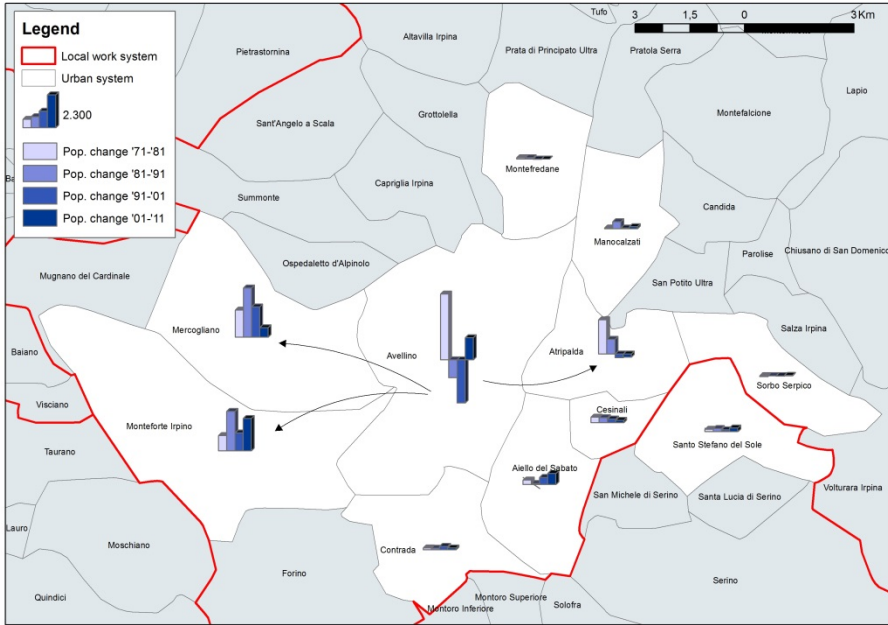 Legend
Local work system
Urban system
2.300
Pop. change '71-'81
Pop. change '81-'91
Pop. change '91-'01
Pop. change '01-'11
3 1,5 0 3 Km
Tufo
Altavilla Irpina
Prata di Principato Ultra
Pratola Serra
Pietrastornina
Lapio
Grottolella
Montefalcione
Sant'Angelo a Scala
Ba
Montefredane
Capriglia Irpina
Summonte
Candida
Manocalzati
Parolise
Chiusano di San Domenico
Ospedaletto d'Alpinolo
Mugnano del Cardinale
San Potito Ultra
Mercogliano
Salza Irpina
Baiano
Avellino
Atripalda
Sorbo Serpico
Visciano
Cesinali
Monteforte Irpino
Santo Stefano del Sole
Taurano
Aiello del Sabato
San Michele di Serino
Santa Lucia di Serino
Volturara Irpina
Lauro
Moschiano
Contrada
Forino
Serino
Quindici
Montoro Superiore
Montoro Inferiore
Solofra